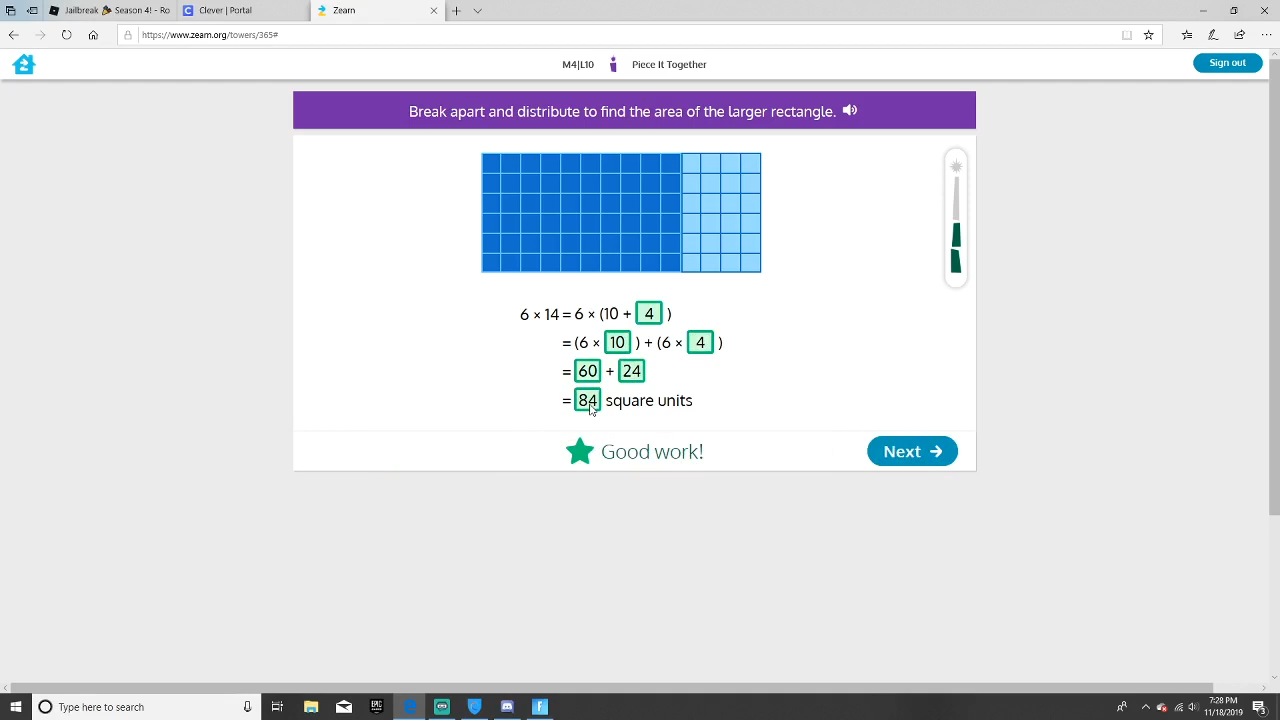 Jailbreak 🎉 Season 4! - Ro
Clever | Portal
Zearn
https://www.zearn.org/towers/365#
M4|L10
Piece It Together
Sign out
Break apart and distribute to find the area of the larger rectangle.
6 × 14 = 6 × (10 + 4 )
= (6 × 10 ) + (6 × 4 )
= 60 + 24
= 84 square units
Good work!
Next →
Type here to search
7:28 PM
11/18/2019